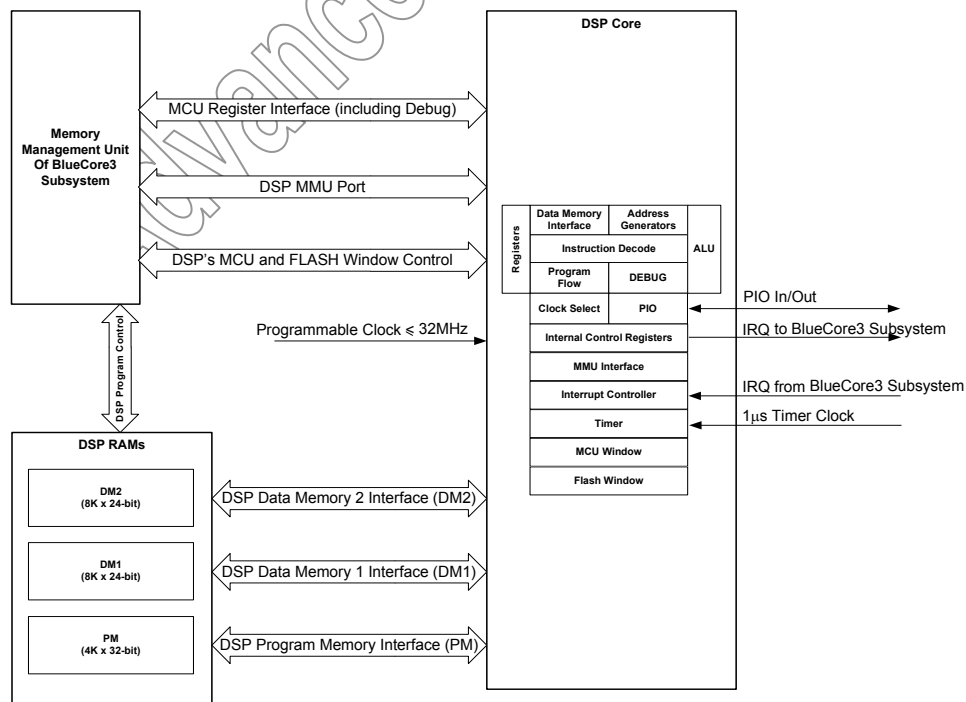 DSP Core
Memory
Management Unit
Of BlueCore3
Subsystem
MCU Register Interface (including Debug)
DSP MMU Port
DSP's MCU and FLASH Window Control
Programmable Clock ≤ 32MHz
DSP Program Control
Registers
Data Memory
Interface
Address
Generators
ALU
Instruction Decode
Program
Flow
DEBUG
Clock Select
PIO
Internal Control Registers
MMU Interface
Interrupt Controller
Timer
MCU Window
Flash Window
PIO In/Out
IRQ to BlueCore3 Subsystem
IRQ from BlueCore3 Subsystem
1μs Timer Clock
DSP RAMs
DM2
(8K x 24-bit)
DSP Data Memory 2 Interface (DM2)
DM1
(8K x 24-bit)
DSP Data Memory 1 Interface (DM1)
PM
(4K x 32-bit)
DSP Program Memory Interface (PM)